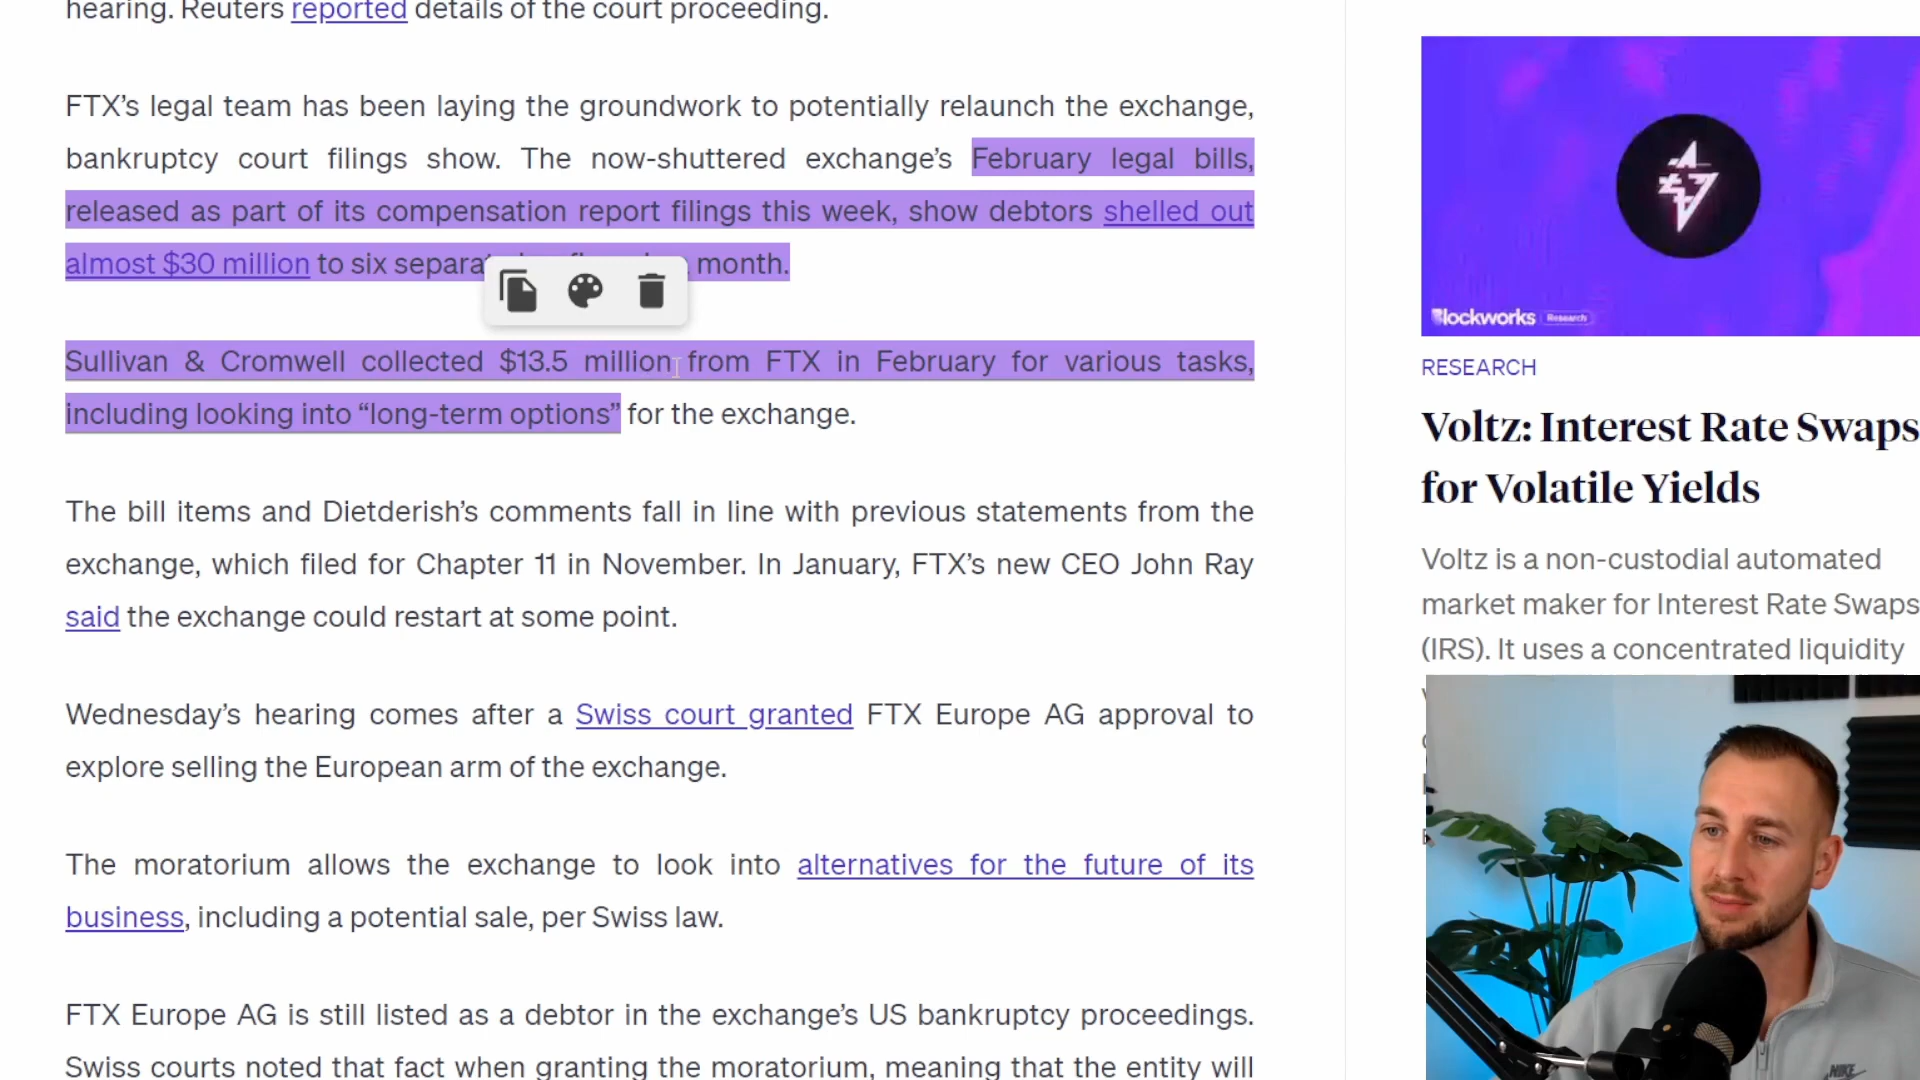 hearing. Reuters reported details of the court proceeding.
FTX’s legal team has been laying the groundwork to potentially relaunch the exchange,
bankruptcy court filings show. The now-shuttered exchange’s February legal bills,
released as part of its compensation report filings this week, show debtors shelled out
almost $30 million to six month.
Sullivan & Cromwell collected $13.5 million from FTX in February for various tasks,
including looking into “long-term options” for the exchange.
The bill items and Dietderish’s comments fall in line with previous statements from the
exchange, which filed for Chapter 11 in November. In January, FTX’s new CEO John Ray
said the exchange could restart at some point.
Wednesday’s hearing comes after a Swiss court granted FTX Europe AG approval to
explore selling the European arm of the exchange.
The moratorium allows the exchange to look into alternatives for the future of its
business, including a potential sale, per Swiss law.
FTX Europe AG is still listed as a debtor in the exchange’s US bankruptcy proceedings.
Swiss courts noted that fact when granting the moratorium, meaning that the entity will
Blockworks Research
RESEARCH
Voltz: Interest Rate Swaps
for Volatile Yields
Voltz is a non-custodial automated
market maker for Interest Rate Swaps
(IRS). It uses a concentrated liquidity
NIKE